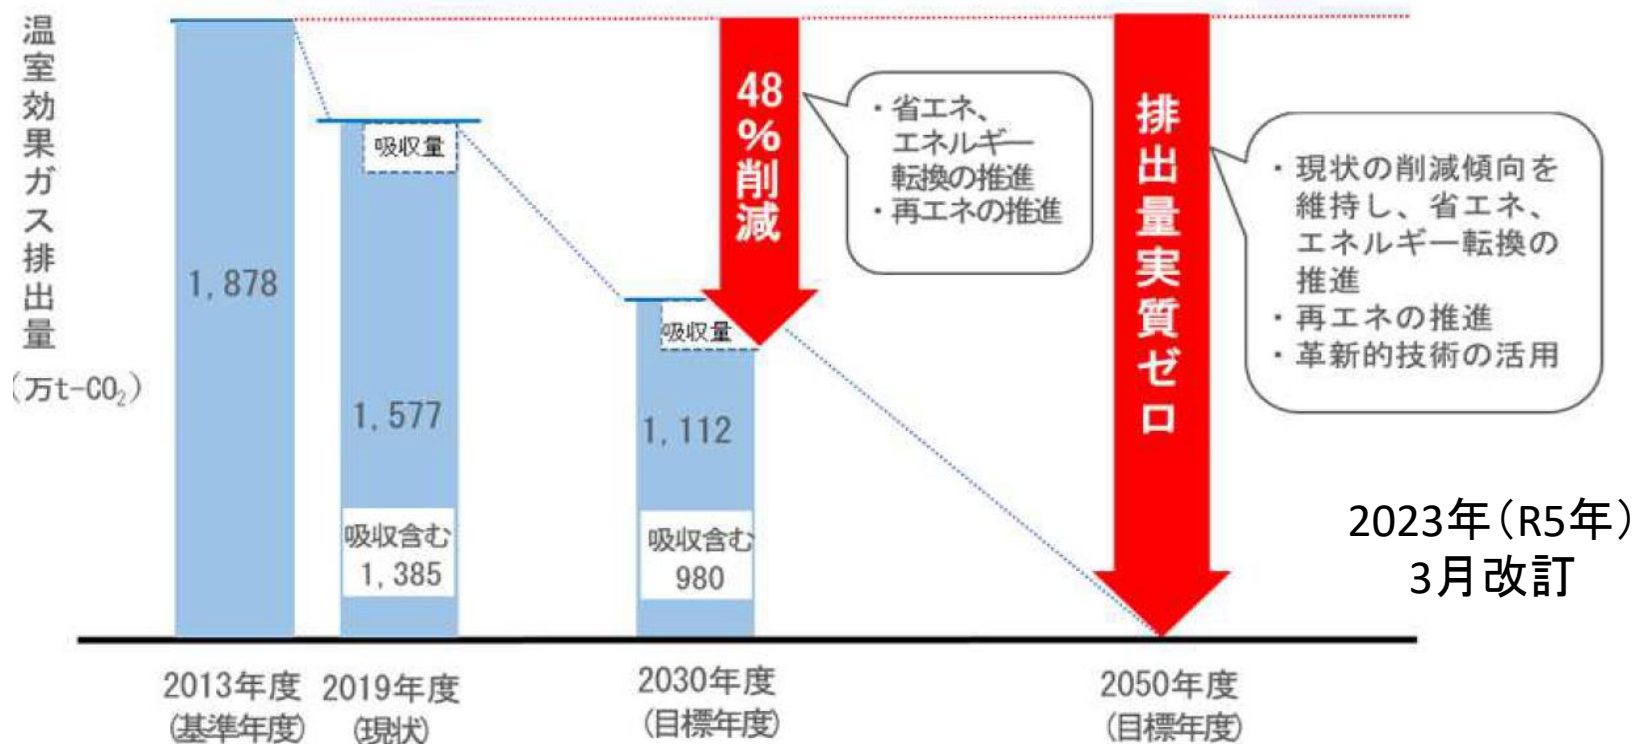 温室効果ガス排出量
(万t-CO₂)
1,878
吸収量
1,577
吸収含む
1,385
吸収量
1,112
吸収含む
980
48%削減
・省エネ、
エネルギー
転換の推進
・再エネの推進
排出量実質ゼロ
・現状の削減傾向を
維持し、省エネ、
エネルギー転換の
推進
・再エネの推進
・革新的技術の活用
2023年(R5年)
3月改訂
2013年度
(基準年度)
2019年度
(現状)
2030年度
(目標年度)
2050年度
(目標年度)